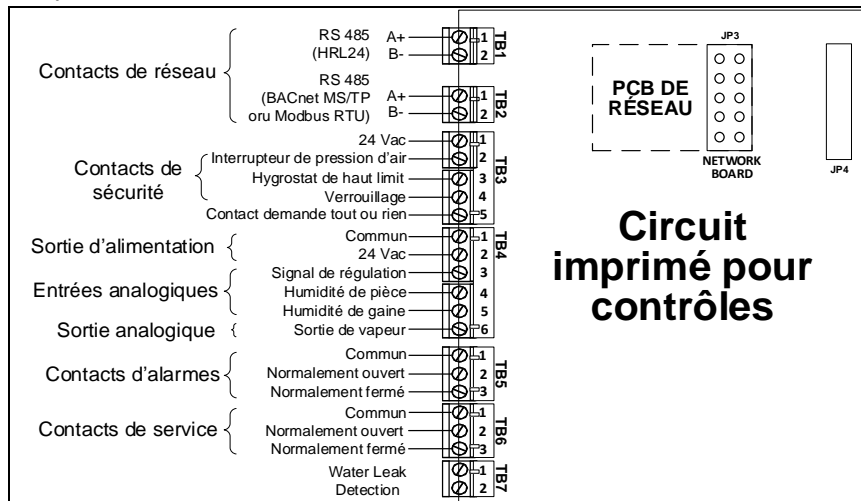 RS 485 A+ 1 TB1
(HRL24) B- 2
Contacts de réseau
RS 485
(BACnet MS/TP A+ 1 TB2
oru Modbus RTU) B- 2
24 Vac 1 TB3
Interrupteur de pression d'air 2
Contacts de
sécurité
Hygrostat de haut limit 3
Verrouillage 4
Contact demande tout ou rien 5
Sortie d'alimentation
Commun 1 TB4
24 Vac 2
Entrées analogiques
Signal de régulation 3
Humidité de pièce 4
Humidité de gaine 5
Sortie analogique
Sortie de vapeur 6
Contacts d'alarmes
Commun 1 TB5
Normalement ouvert 2
Normalement fermé 3
Contacts de service
Commun 1 TB6
Normalement ouvert 2
Normalement fermé 3
Water Leak 1 TB7
Detection 2
JP3
PCB DE
RÉSEAU
NETWORK
BOARD
JP4
Circuit
imprimé pour
contrôles